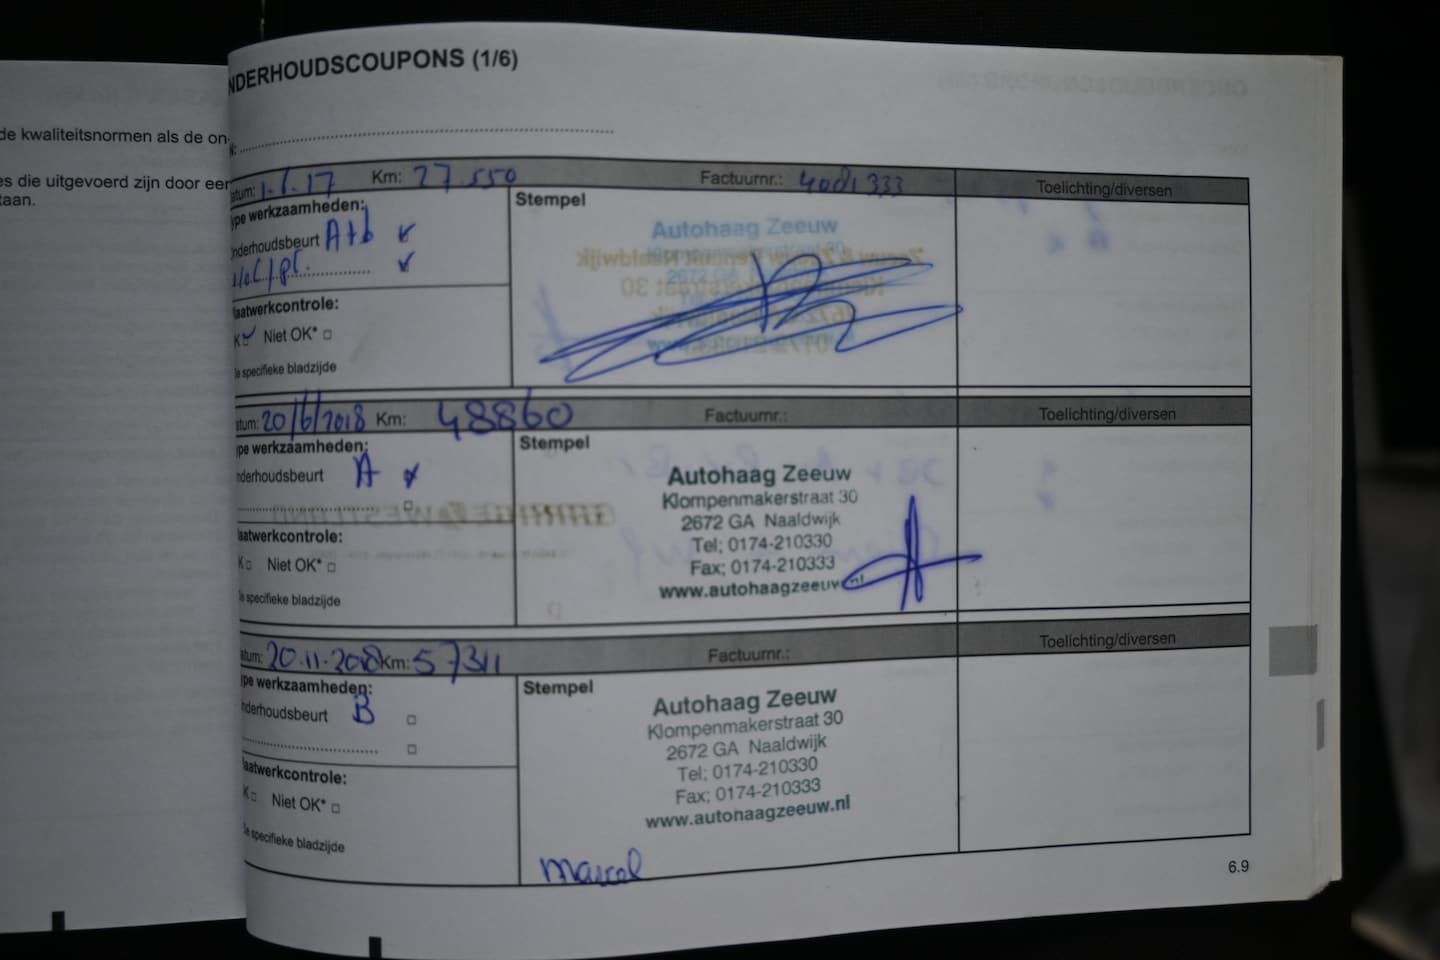 de kwaliteitsnormen als de on-
es die uitgevoerd zijn door een
taan.
NDERHOUDSCOUPONS (1/6)
N:
atum: 1.6.17 Km: 27.550 Factuurnr.: Toelichting/diversen
ype werkzaamheden: Stempel
nderhoudsbeurt A+b
aatwerkcontrole:
K Niet OK* □
ie specifieke bladzijde
Autohaag Zeeuw
2672 GA
atum: 20/6/2018 Km: 48860 Factuurnr.: Toelichting/diversen
ype werkzaamheden: Stempel
nderhoudsbeurt A
aatwerkcontrole:
K □ Niet OK* □
ie specifieke bladzijde
Autohaag Zeeuw
Klompenmakerstraat 30
2672 GA Naaldwijk
Tel; 0174-210330
Fax; 0174-210333
www.autohaagzeeuw.nl
atum: 20.11.2018 Km: 57311 Factuurnr.: Toelichting/diversen
ype werkzaamheden: Stempel
nderhoudsbeurt B □
□
aatwerkcontrole:
K □ Niet OK* □
ie specifieke bladzijde
Autohaag Zeeuw
Klompenmakerstraat 30
2672 GA Naaldwijk
Tel; 0174-210330
Fax; 0174-210333
www.autohaagzeeuw.nl
Marcel
6.9